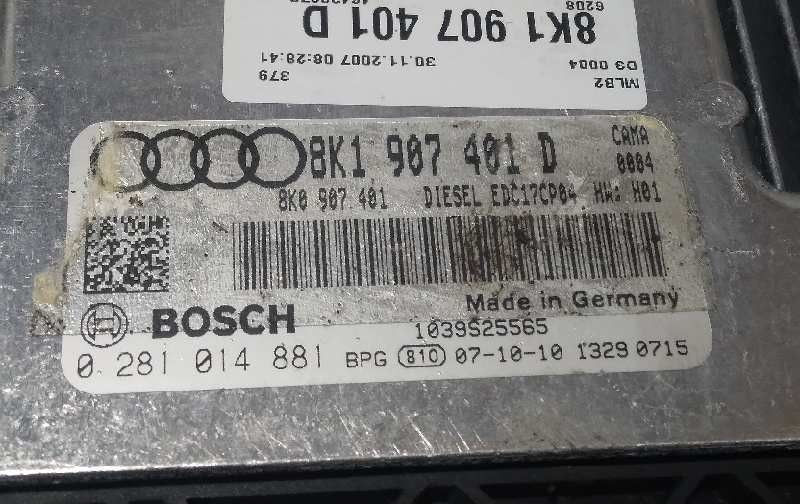 8K1 907 401 D
6208
MLB2
D3 0004
30.11.2007 08:28:41
379
8K1 907 401 D
CAMA
0004
8K0 907 401 DIESEL EDC17CP04 HW: H01
Made in Germany
BOSCH
1039S25565
0 281 014 881 BPG 810 07-10-10 1329 0715